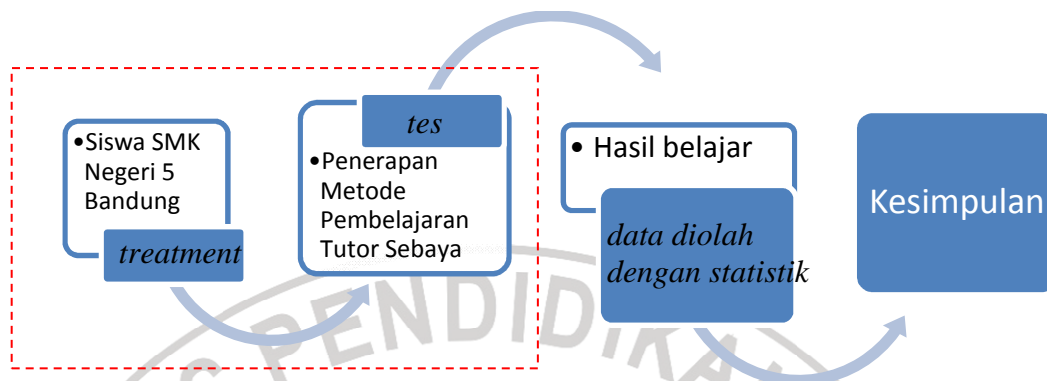 •Siswa SMK
Negeri 5
Bandung
treatment
tes
•Penerapan
Metode
Pembelajaran
Tutor Sebaya
• Hasil belajar
data diolah
dengan statistik
Kesimpulan
PENDIDIKA